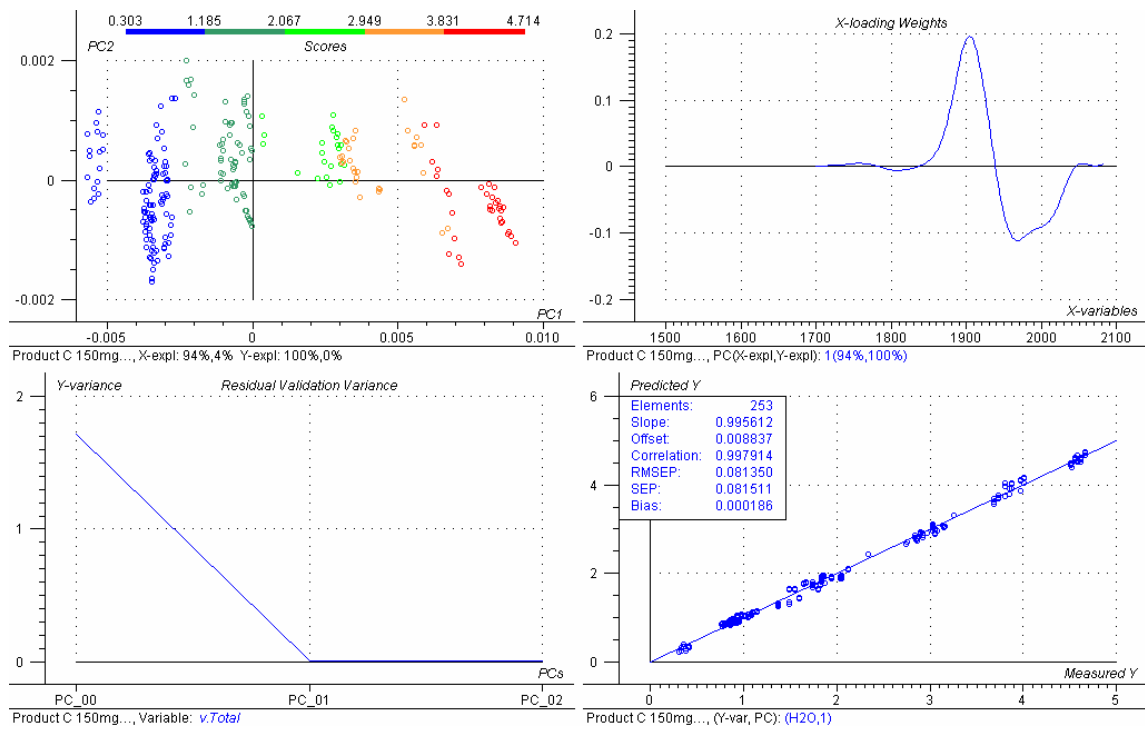 0.303 1.185 2.067 2.949 3.831 4.714
PC2 Scores
0.002
0
-0.002
PC1
-0.005 0 0.005 0.010
Product C 150mg..., X-expl: 94%,4% Y-expl: 100%,0%
X-loading Weights
0.2
0.1
0
-0.1
-0.2
X-variables
1500 1600 1700 1800 1900 2000 2100
Product C 150mg..., PC(X-expl,Y-expl): 1(94%,100%)
Y-variance Residual Validation Variance
2
1
0
PCs
PC_00 PC_01 PC_02
Product C 150mg..., Variable: v.Total
Predicted Y
6
Elements: 253
Slope: 0.995612
Offset: 0.008837
Correlation: 0.997914
RMSEP: 0.081350
SEP: 0.081511
Bias: 0.000186
4
2
0
Measured Y
0 1 2 3 4 5
Product C 150mg..., (Y-var, PC): (H2O,1)